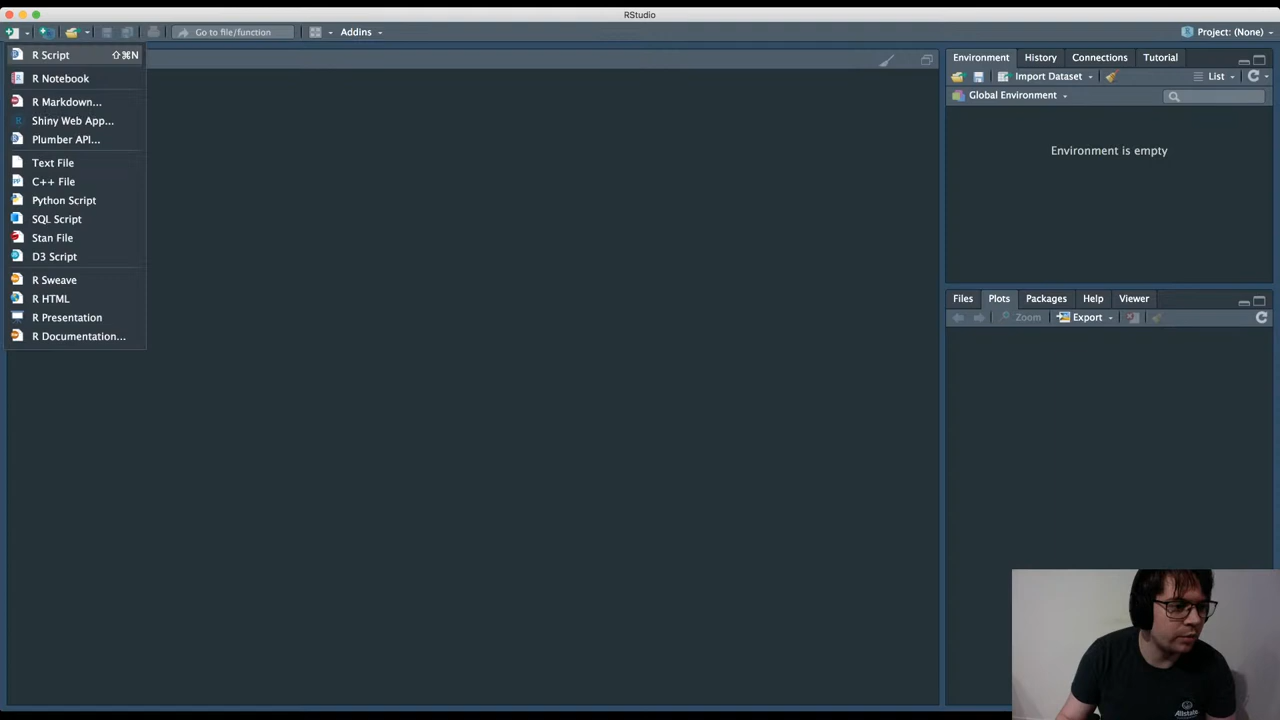 RStudio
Go to file/function
Addins
Project: (None)
R Script ⇧⌘N
R Notebook
R Markdown...
Shiny Web App...
Plumber API...
Text File
C++ File
Python Script
SQL Script
Stan File
D3 Script
R Sweave
R HTML
R Presentation
R Documentation...
Environment History Connections Tutorial
Import Dataset List
Global Environment
Environment is empty
Files Plots Packages Help Viewer
Zoom Export
Allstate